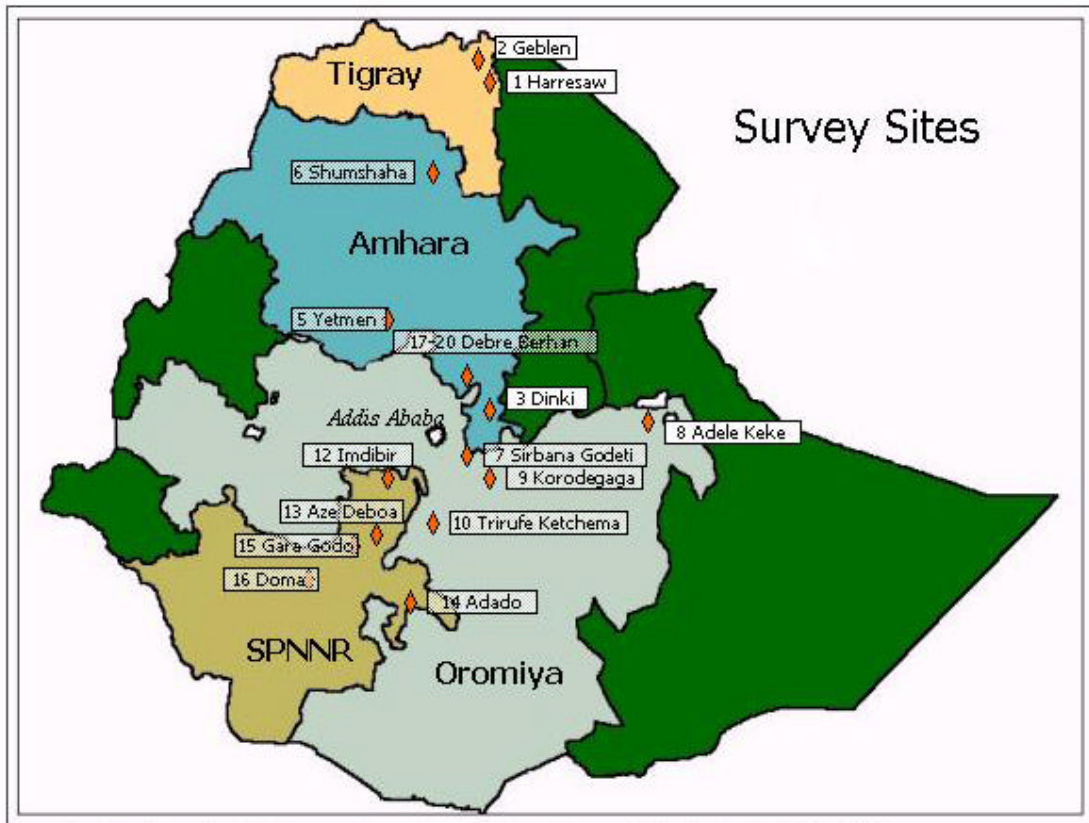 2 Geblen
Tigray
1 Harresaw
Survey Sites
6 Shumshaha
Amhara
5 Yetmen
17-20 Debre Berhan
3 Dinki
Addis Ababa
8 Adele Keke
12 Imdibir
7 Sirbana Godeti
9 Korodegaga
13 Aze Deboa
10 Trirufe Ketchema
15 Gara Godo
16 Doma
14 Adado
SPNNR
Oromiya